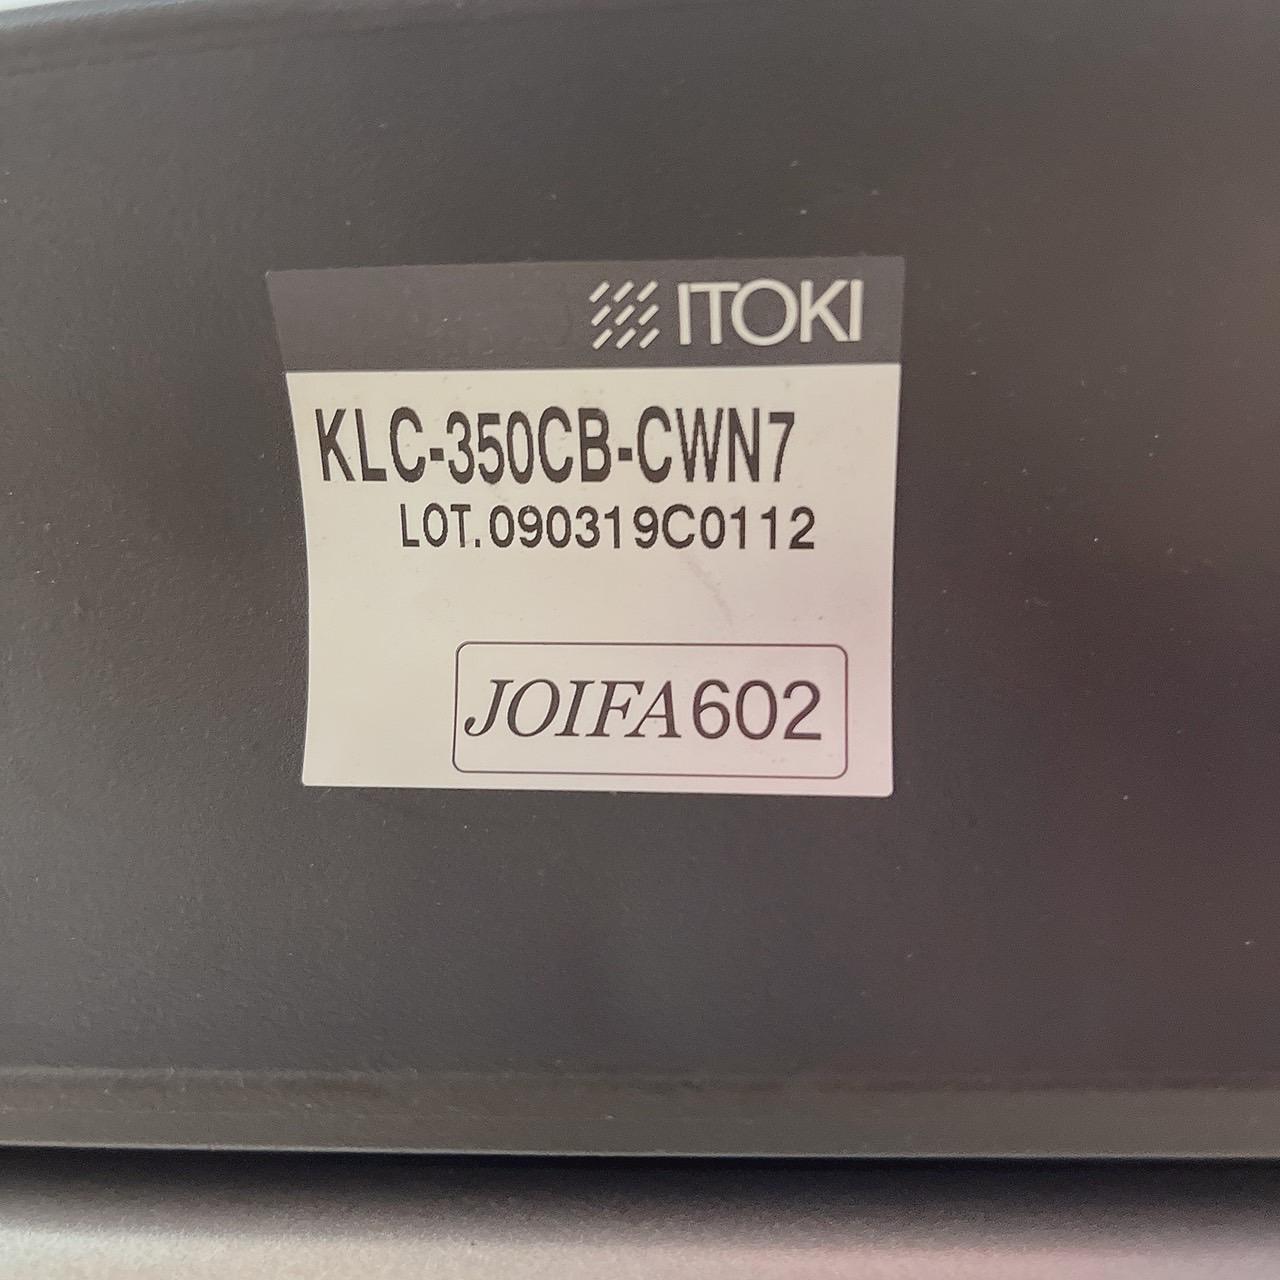 ITOKI
KLC-350CB-CWN7
LOT.090319C0112
JOIFA602